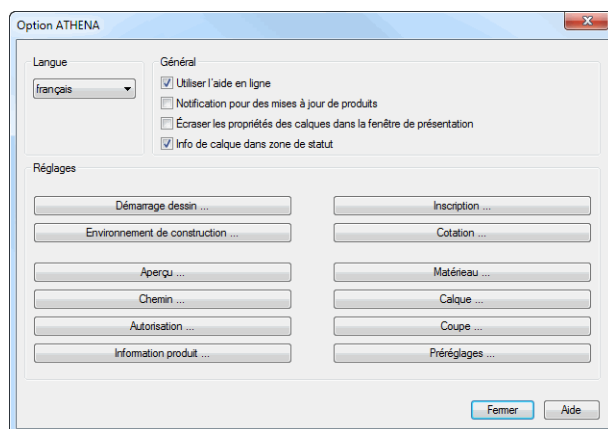 Option ATHENA
Langue
français
Général
Utiliser l'aide en ligne
Notification pour des mises à jour de produits
Écraser les propriétés des calques dans la fenêtre de présentation
Info de calque dans zone de statut
Réglages
Démarrage dessin ...
Inscription ...
Environnement de construction ...
Cotation ...
Aperçu ...
Matérieau ...
Chemin ...
Calque ...
Autorisation ...
Coupe ...
Information produit ...
Préréglages ...
Fermer
Aide